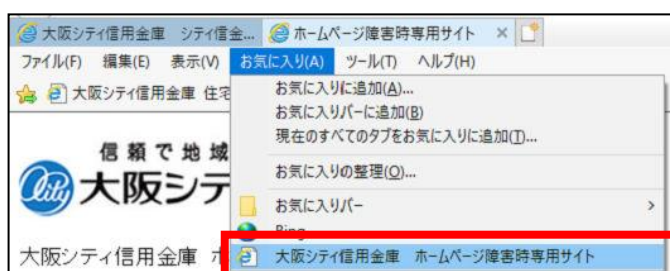 大阪シティ信用金庫 シティ信金... ホームページ障害時専用サイト
ファイル(F) 編集(E) 表示(V) お気に入り(A) ツール(T) ヘルプ(H)
大阪シティ信用金庫 住宅
お気に入りに追加(A)...
お気に入りバーに追加(B)
現在のすべてのタブをお気に入りに追加(T)...
お気に入りの整理(O)...
お気に入りバー
Bing
大阪シティ信用金庫 ホームページ障害時専用サイト
信頼で地域
City
大阪シテ
大阪シティ信用金庫